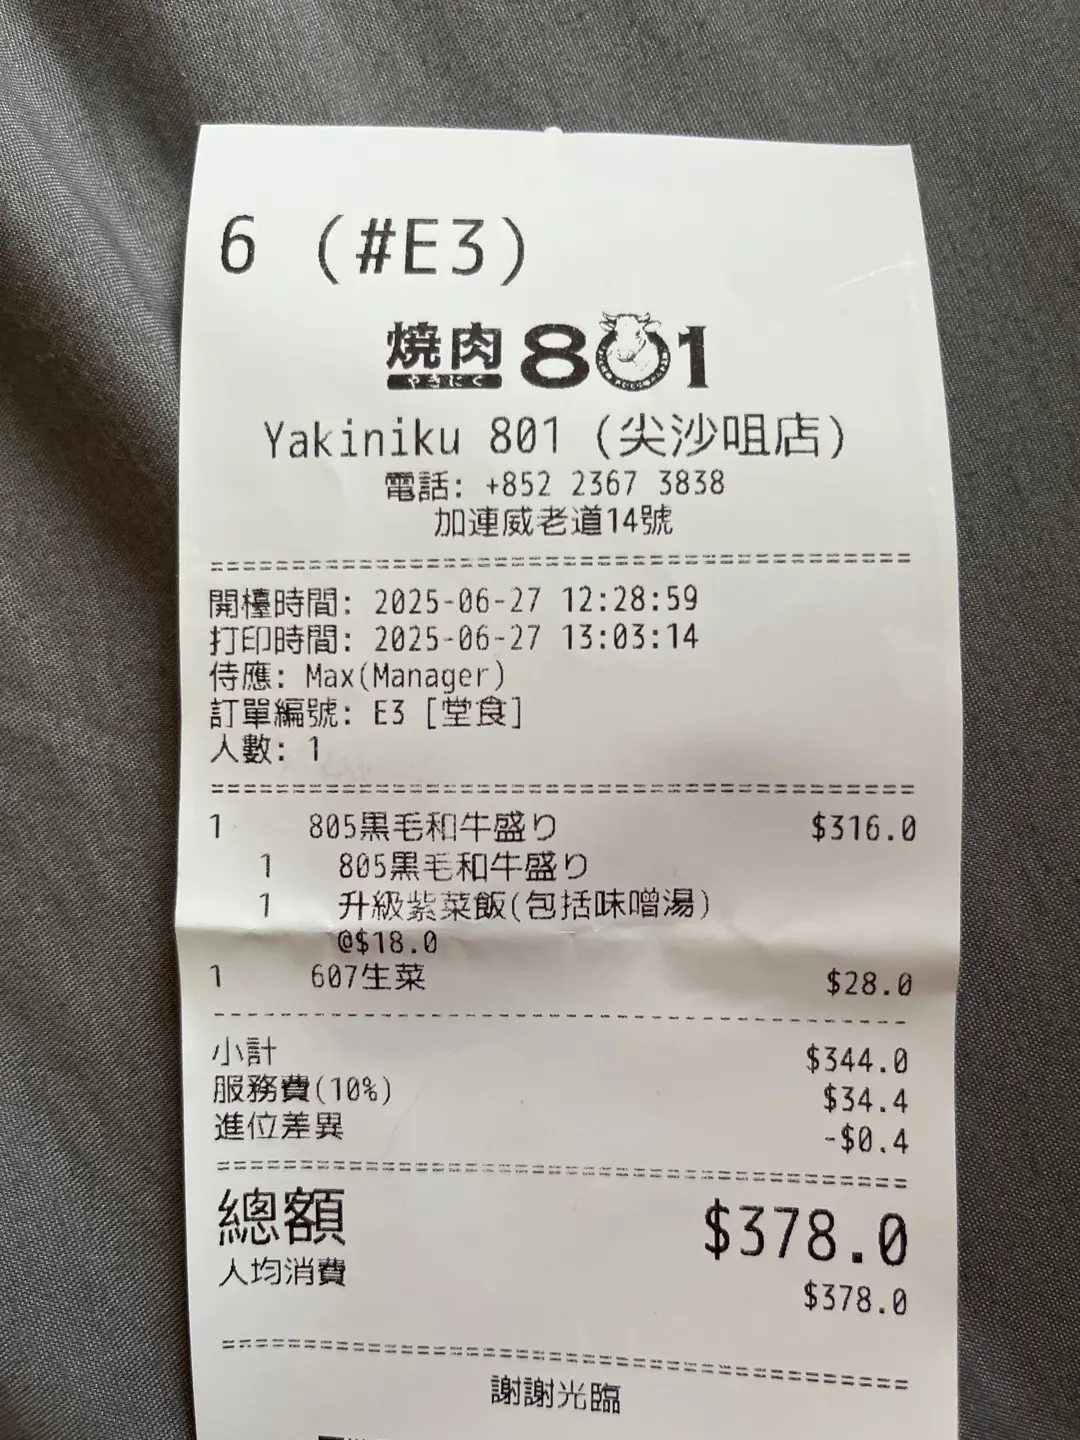 6 (#E3)
焼肉 801
やきにく
Yakiniku 801 (尖沙咀店)
電話: +852 2367 3838
加連威老道14號
開檯時間: 2025-06-27 12:28:59
打印時間: 2025-06-27 13:03:14
侍應: Max(Manager)
訂單編號: E3 [堂食]
人數: 1
1 805黒毛和牛盛り $316.0
1 805黒毛和牛盛り
1 升級紫菜飯(包括味噌湯)
@$18.0
1 607生菜 $28.0
小計 $344.0
服務費(10%) $34.4
進位差異 -$0.4
總額 $378.0
人均消費 $378.0
謝謝光臨